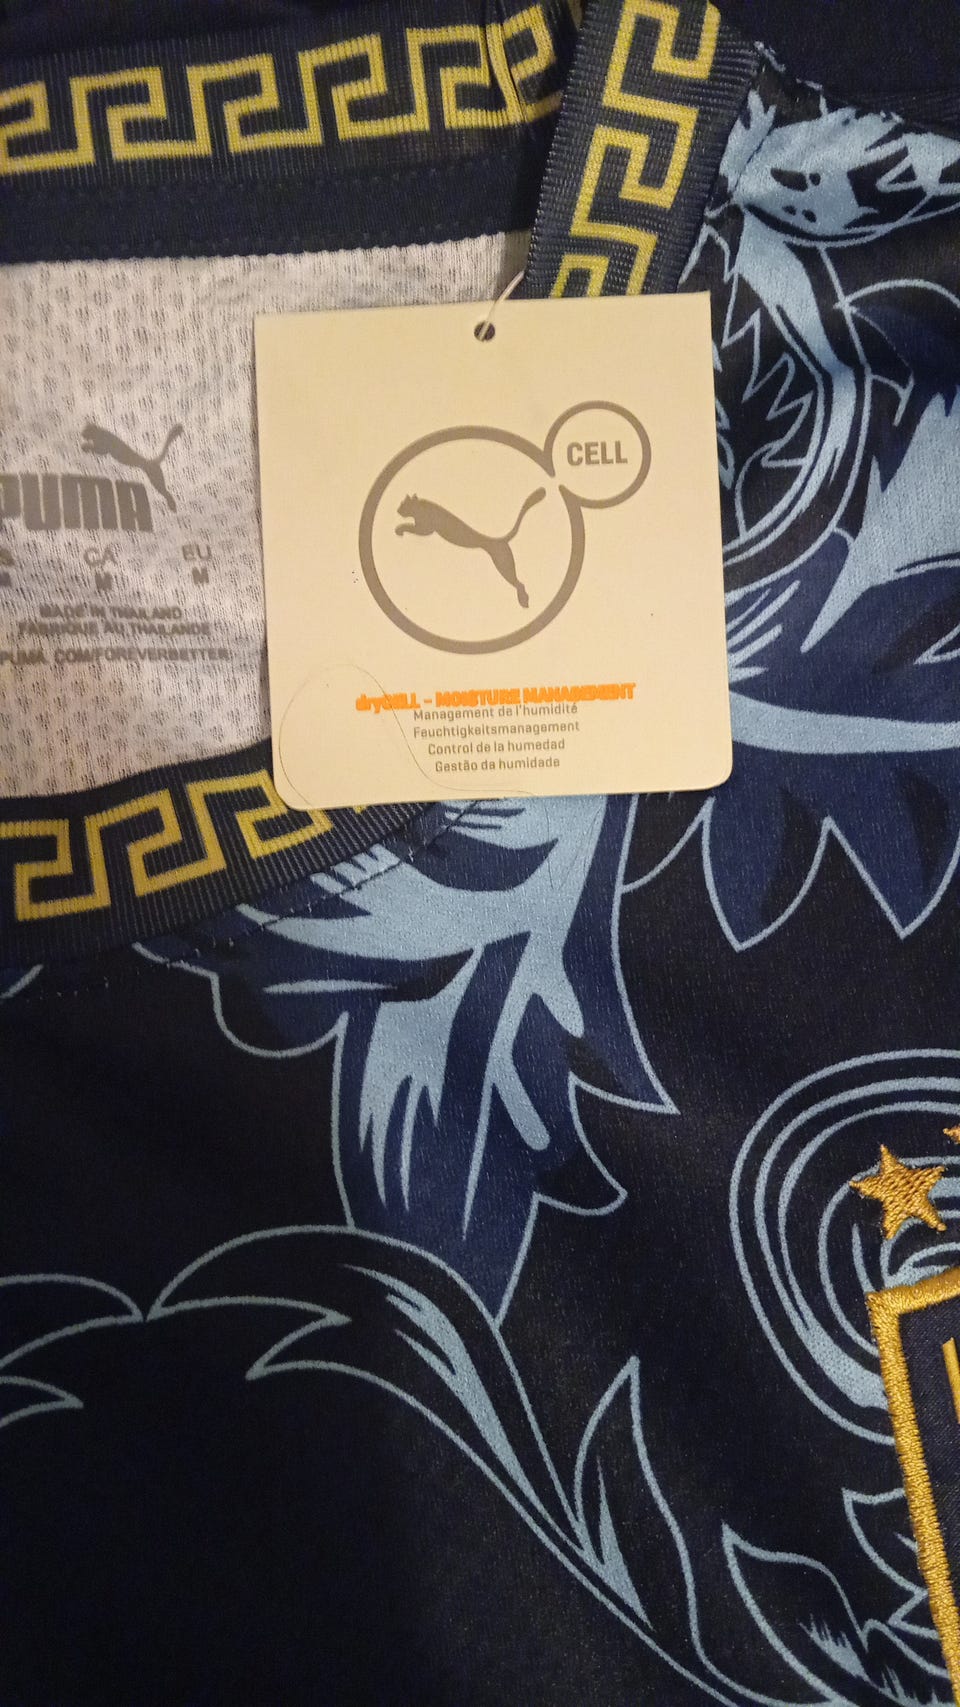 PUMA
CA EU
M M
MADE IN THAILAND
FABRIQUE AU THAILANDE
PUMA.COM/FOREVERBETTER
CELL
dryCELL - MOISTURE MANAGEMENT
Management de l'humidité
Feuchtigkeitsmanagement
Control de la humedad
Gestão da humidade